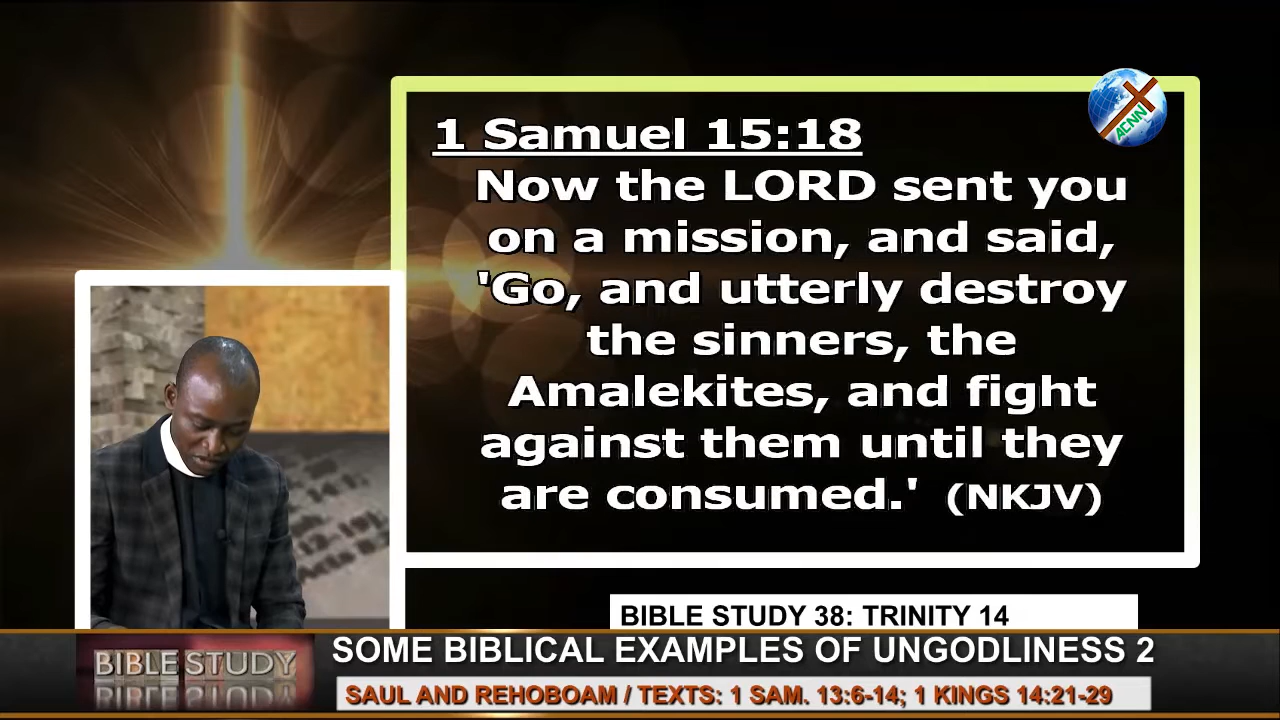 1 Samuel 15:18
Now the LORD sent you
on a mission, and said,
'Go, and utterly destroy
the sinners, the
Amalekites, and fight
against them until they
are consumed.' (NKJV)
ACNN
BIBLE STUDY 38: TRINITY 14
BIBLE STUDY
SOME BIBLICAL EXAMPLES OF UNGODLINESS 2
SAUL AND REHOBOAM / TEXTS: 1 SAM. 13:6-14; 1 KINGS 14:21-29